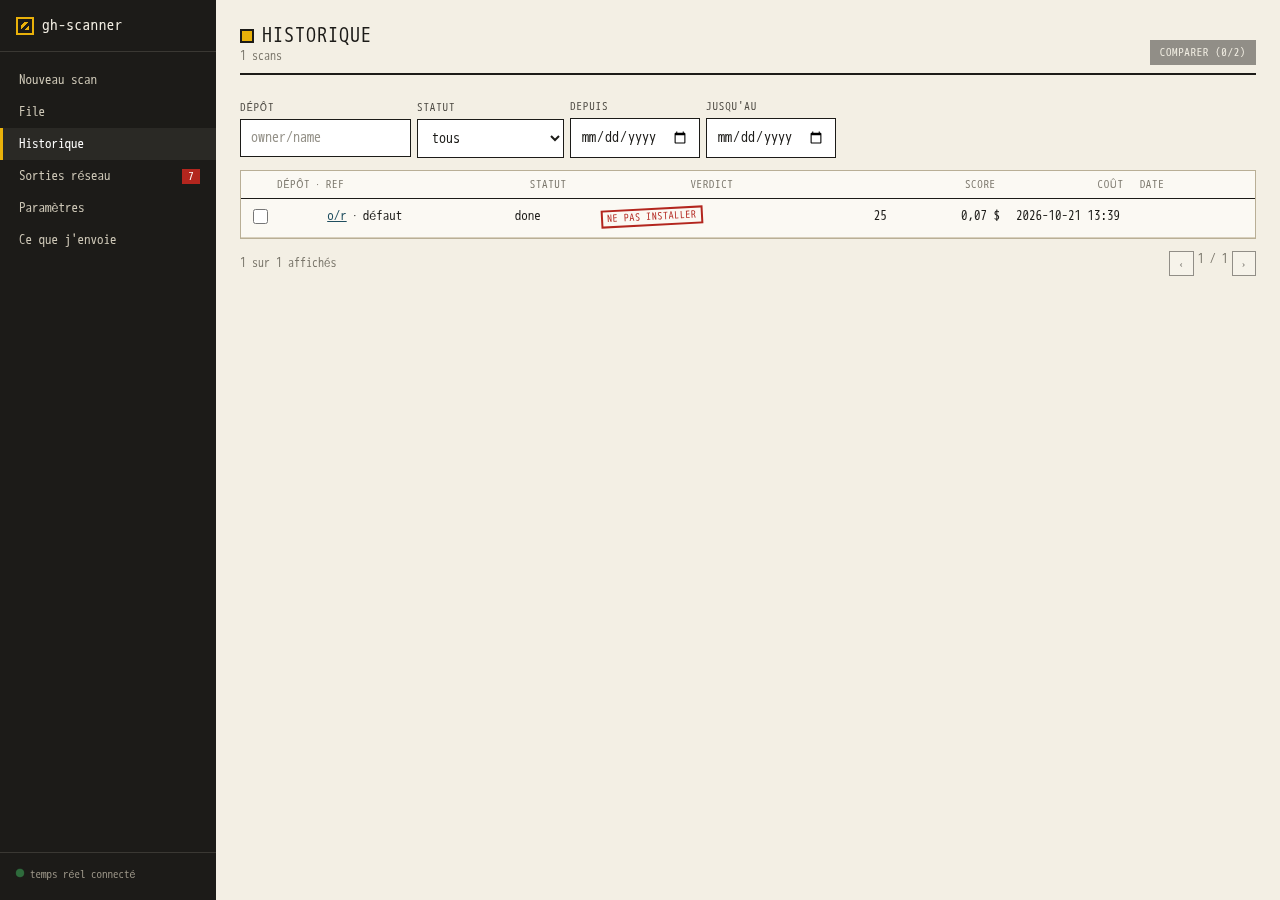 gh-scanner
Nouveau scan
File
Historique
Sorties réseau 7
Paramètres
Ce que j'envoie
temps réel connecté
HISTORIQUE
1 scans
COMPARER (0/2)
DÉPÔT STATUT DEPUIS JUSQU'AU
owner/name tous mm/dd/yyyy mm/dd/yyyy
DÉPÔT · REF STATUT VERDICT SCORE COÛT DATE
o/r · défaut done NE PAS INSTALLER 25 0,07 $ 2026-10-21 13:39
1 sur 1 affichés ‹ 1 / 1 ›